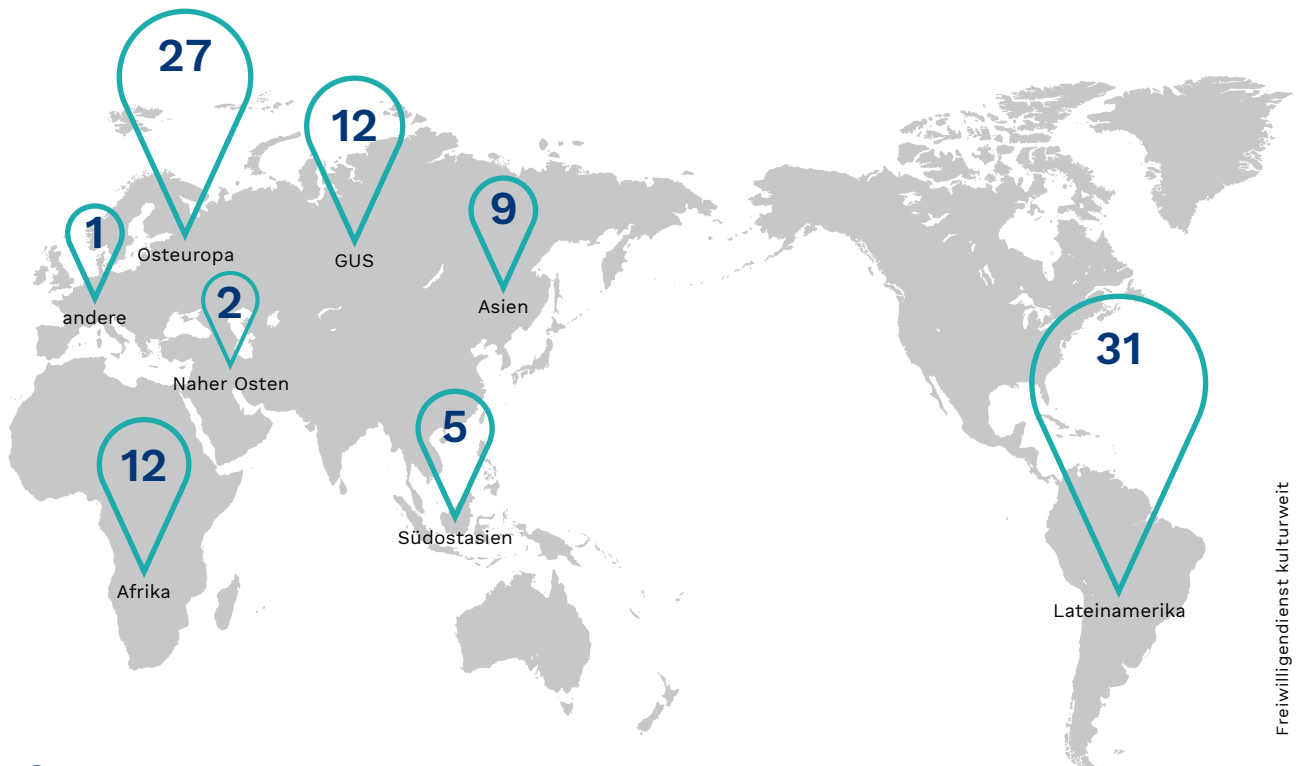 27
Osteuropa
12
GUS
9
Asien
1
andere
2
Naher Osten
31
Lateinamerika
5
Südostasien
12
Afrika
Freiwilligendienst kulturweit